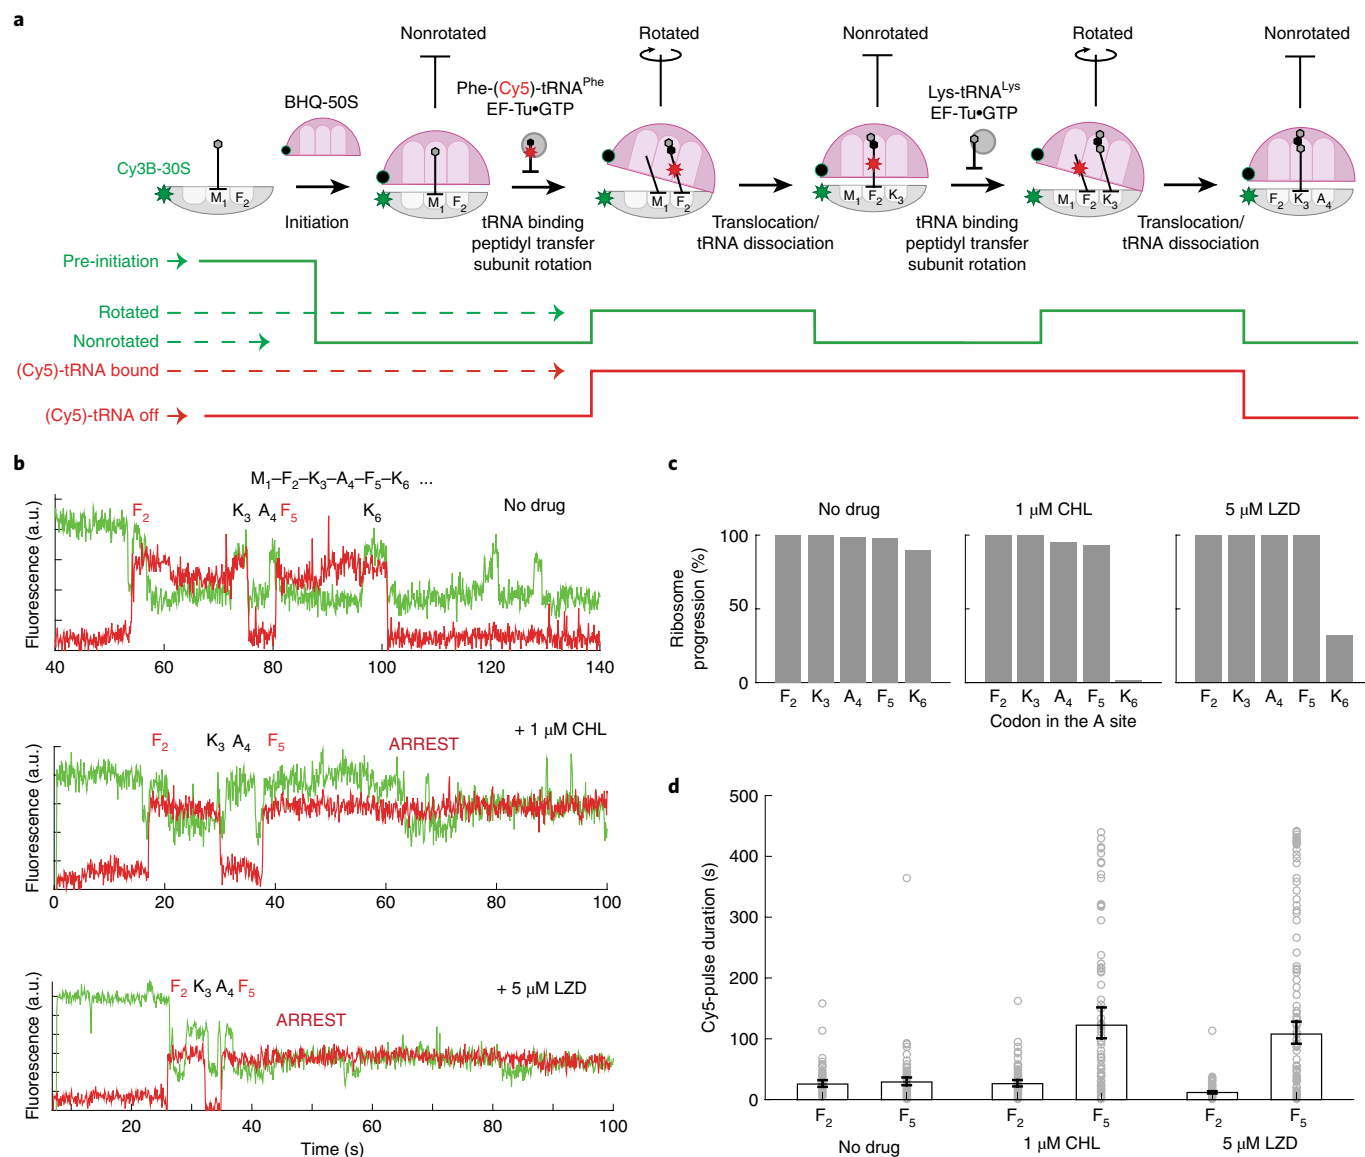 a
Nonrotated
Rotated
Nonrotated
Rotated
Nonrotated
BHQ-50S
Phe-(Cy5)-tRNAPhe
EF-Tu•GTP
Lys-tRNALys
EF-Tu•GTP
Cy3B-30S
M1 F2
M1 F2
M1 F2
M1 F2 K3
M1 F2 K3
F2 K3 A4
Initiation
tRNA binding
peptidyl transfer
subunit rotation
Translocation/
tRNA dissociation
tRNA binding
peptidyl transfer
subunit rotation
Translocation/
tRNA dissociation
Pre-initiation
Rotated
Nonrotated
(Cy5)-tRNA bound
(Cy5)-tRNA off
b
M1–F2–K3–A4–F5–K6 ...
No drug
F2 K3 A4 F5 K6
Fluorescence (a.u.)
40 60 80 100 120 140
+ 1 μM CHL
F2 K3 A4 F5 ARREST
Fluorescence (a.u.)
0 20 40 60 80 100
+ 5 μM LZD
F2 K3 A4 F5
ARREST
Fluorescence (a.u.)
20 40 60 80 100
Time (s)
c
No drug
1 μM CHL
5 μM LZD
Ribosome
progression (%)
100
50
0
F2 K3 A4 F5 K6
F2 K3 A4 F5 K6
F2 K3 A4 F5 K6
Codon in the A site
d
Cy5-pulse duration (s)
500
400
300
200
100
0
F2 F5 F2 F5 F2 F5
No drug
1 μM CHL
5 μM LZD